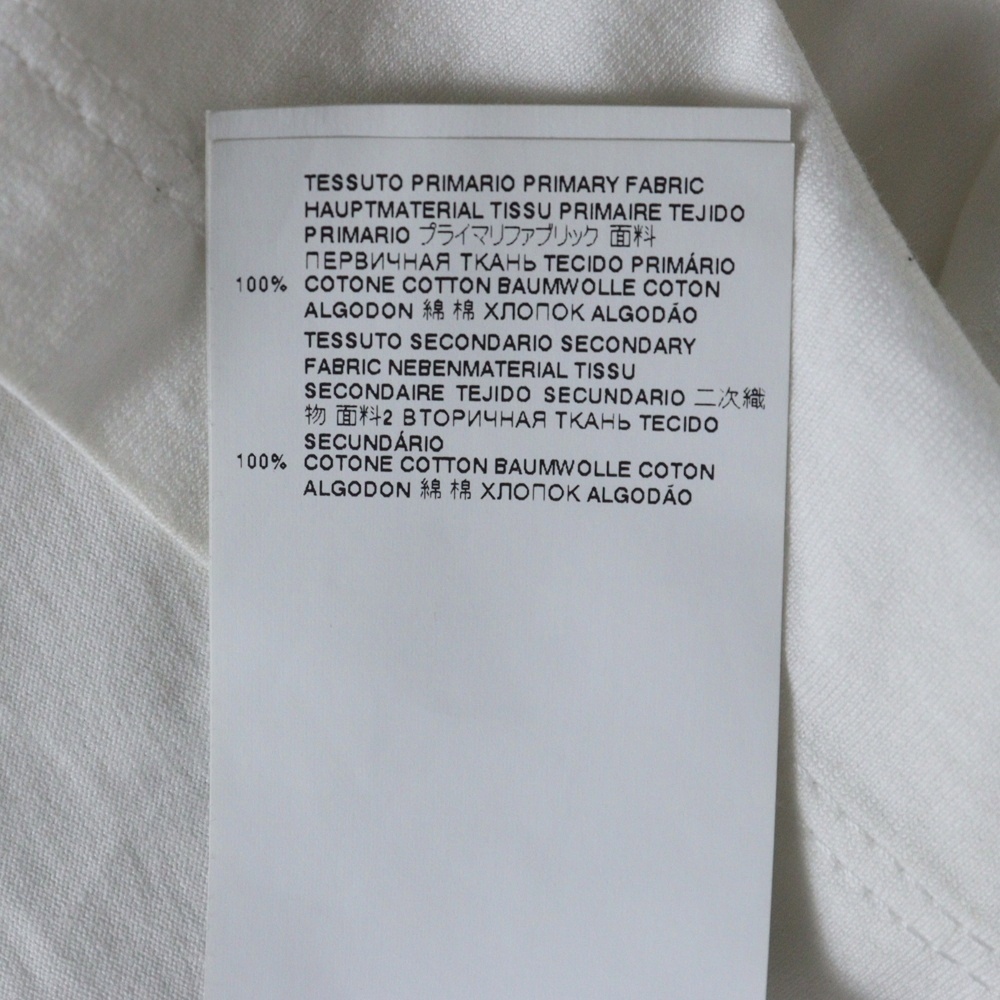 TESSUTO PRIMARIO PRIMARY FABRIC
HAUPTMATERIAL TISSU PRIMAIRE TEJIDO
PRIMARIO プライマリファブリック 面料
ПЕРВИЧНАЯ ТКАНЬ TECIDO PRIMÁRIO
100% COTONE COTTON BAUMWOLLE COTON
ALGODON 綿 棉 ХЛОПОК ALGODÃO
TESSUTO SECONDARIO SECONDARY
FABRIC NEBENMATERIAL TISSU
SECONDAIRE TEJIDO SECUNDARIO 二次織
物 面料2 ВТОРИЧНАЯ ТКАНЬ TECIDO
SECUNDÁRIO
100% COTONE COTTON BAUMWOLLE COTON
ALGODON 綿 棉 ХЛОПОК ALGODÃO